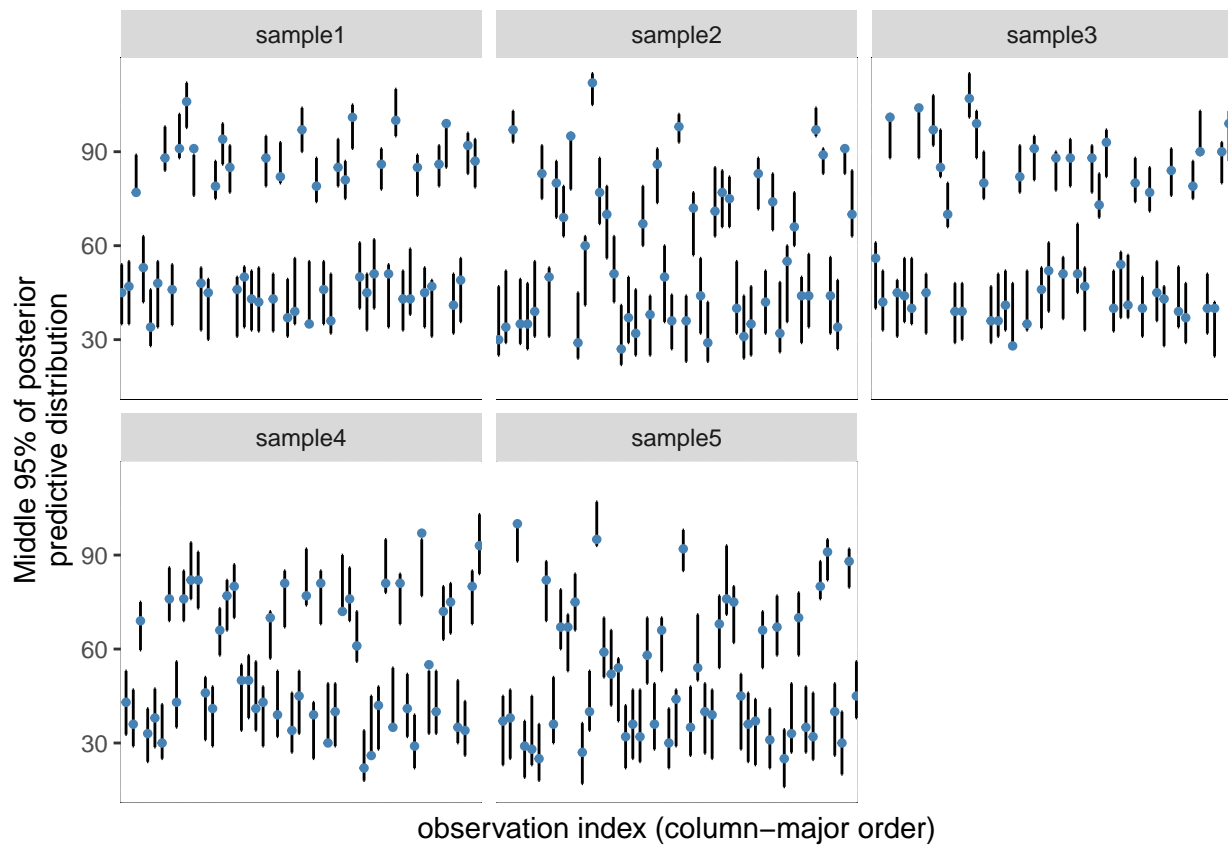 sample1
sample2
sample3
90
60
30
sample4
sample5
90
60
30
Middle 95% of posterior
predictive distribution
observation index (column−major order)